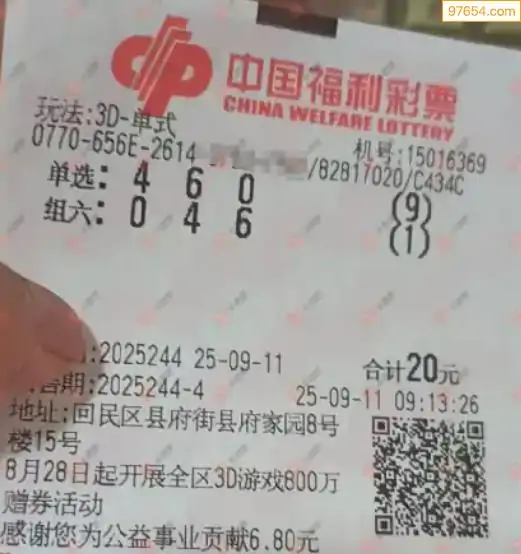 97654.com
中国福利彩票
CHINA WELFARE LOTTERY
玩法:3D-单式
机号:15016369
0770-656E-2614 /82817020/C434C
单选: 4 6 0 (9)
组六: 0 4 6 (1)
:2025244 25-09-11 合计20元
售期:2025244-4 25-09-11 09:13:26
地址:回民区县府街县府家园8号
楼15号
8月28日起开展全区3D游戏800万
赠券活动
感谢您为公益事业贡献6.80元